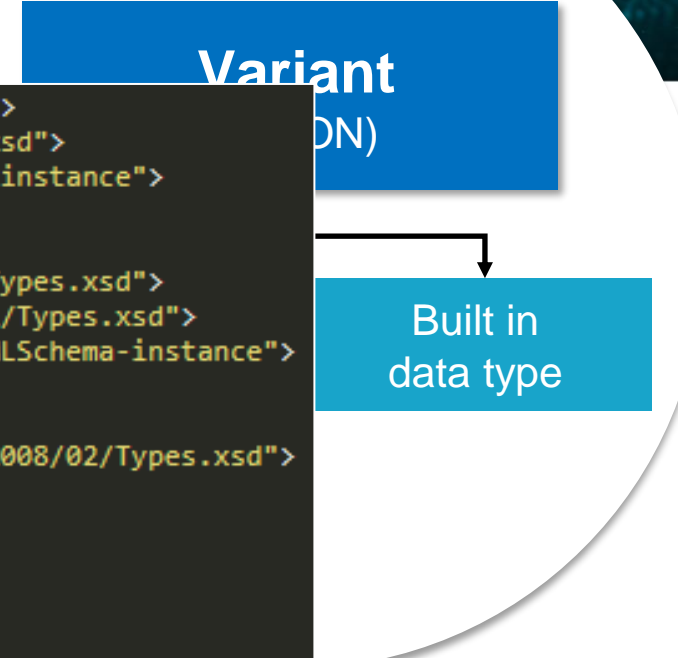 Variant
ON)
>
sd">
instance">
ypes.xsd">
/Types.xsd">
LSchema-instance">
008/02/Types.xsd">
Built in
data type